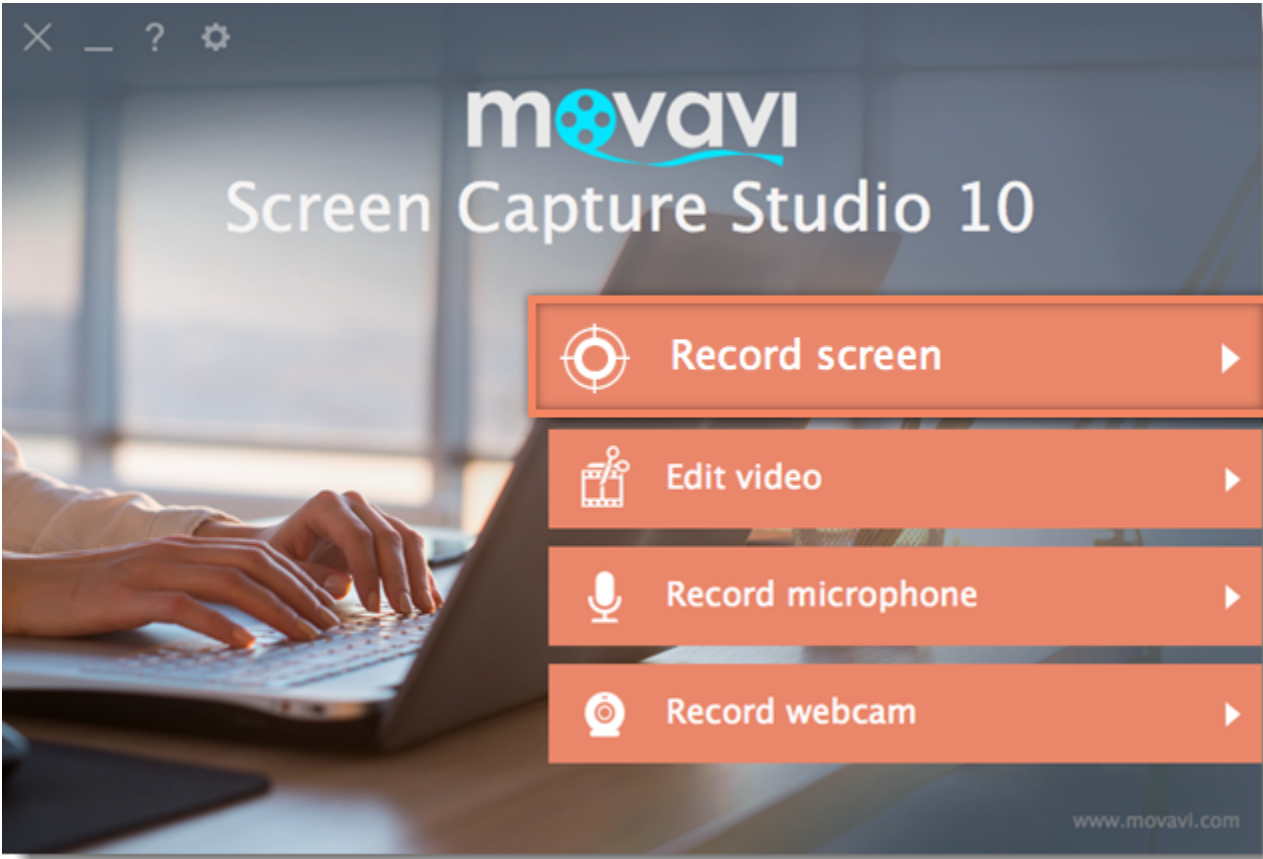 ?
movavi
Screen Capture Studio 10
Record screen
Edit video
Record microphone
Record webcam
www.movavi.com